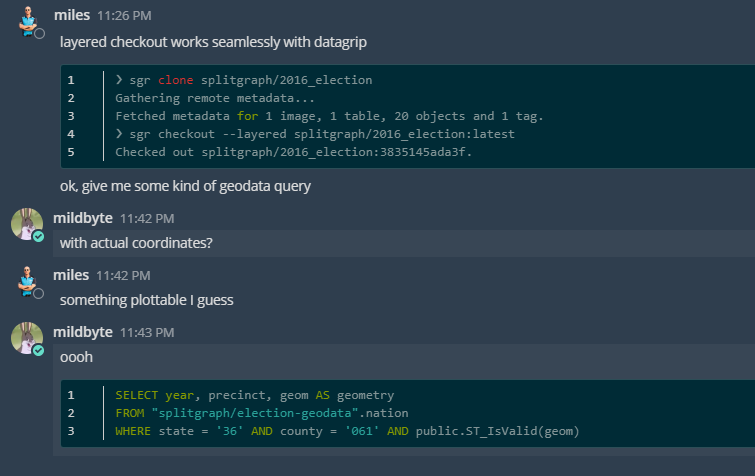 miles 11:26 PM
layered checkout works seamlessly with datagrip
1 ❯ sgr clone splitgraph/2016_election
2 Gathering remote metadata...
3 Fetched metadata for 1 image, 1 table, 20 objects and 1 tag.
4 ❯ sgr checkout --layered splitgraph/2016_election:latest
5 Checked out splitgraph/2016_election:3835145ada3f.
ok, give me some kind of geodata query
mildbyte 11:42 PM
with actual coordinates?
miles 11:42 PM
something plottable I guess
mildbyte 11:43 PM
oooh
1 SELECT year, precinct, geom AS geometry
2 FROM "splitgraph/election-geodata".nation
3 WHERE state = '36' AND county = '061' AND public.ST_IsValid(geom)